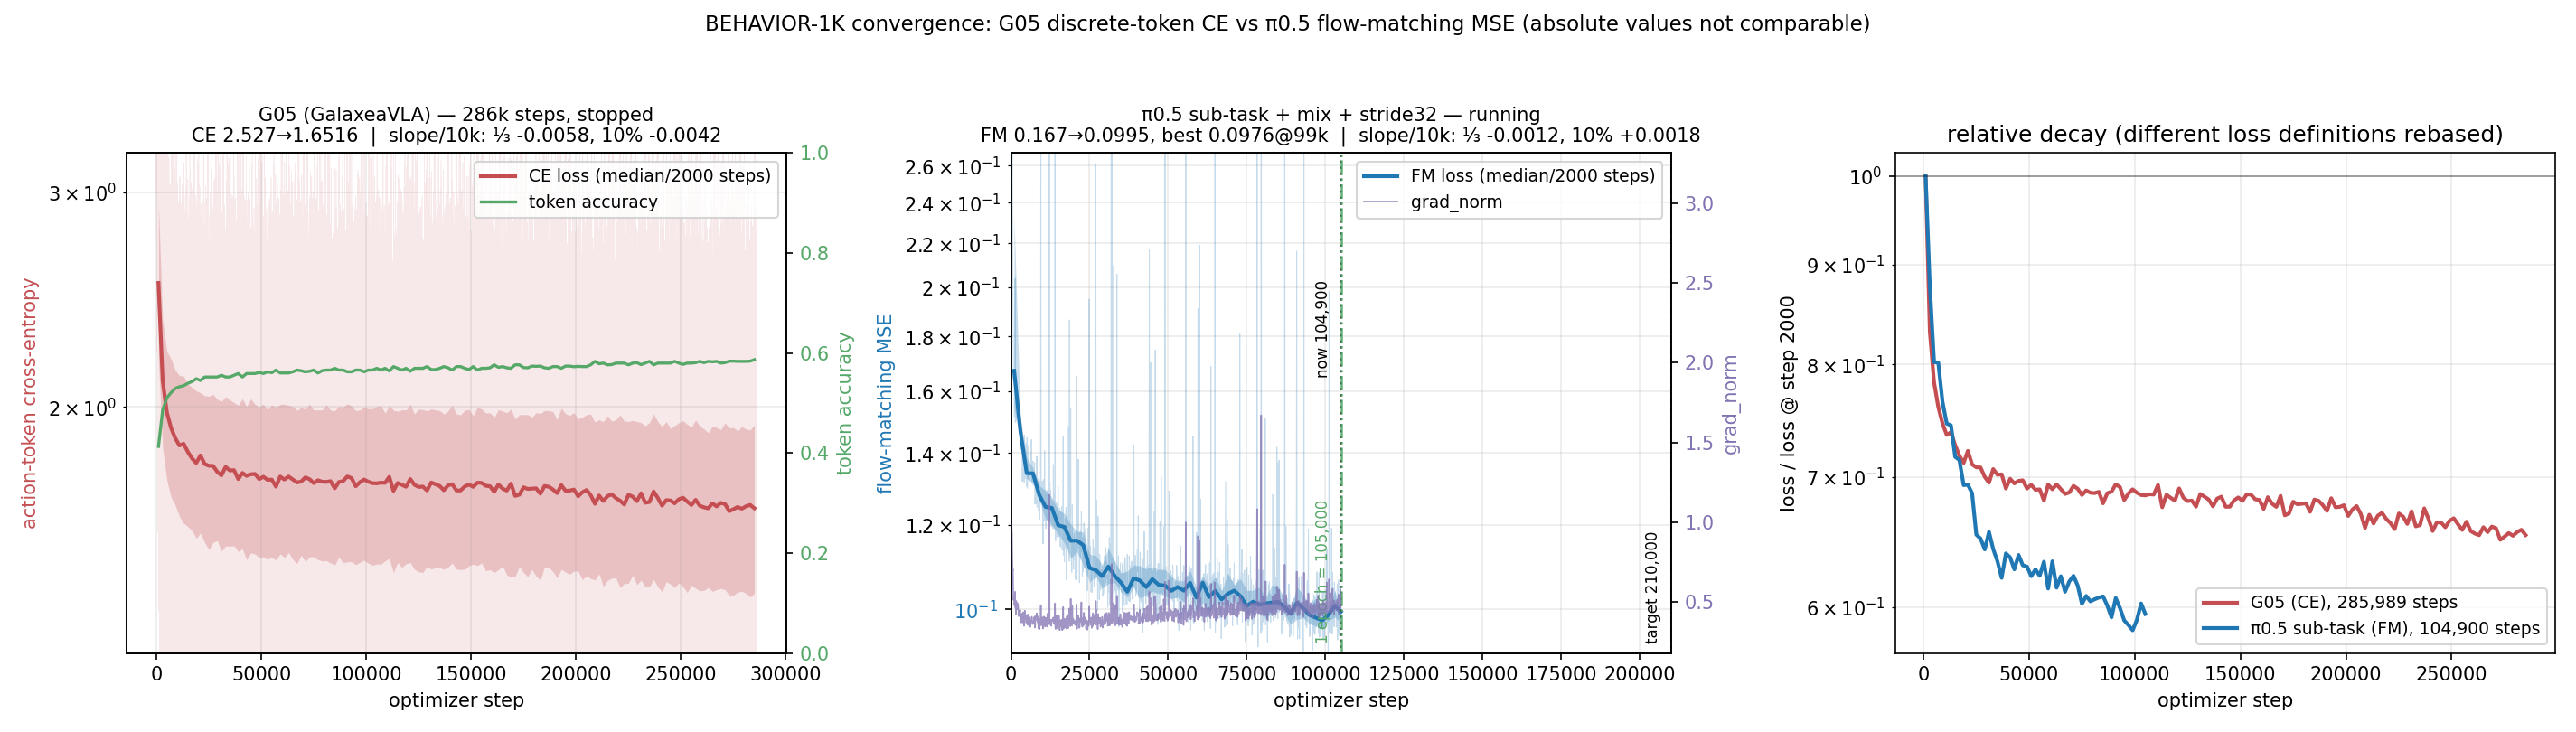 BEHAVIOR-1K convergence: G05 discrete-token CE vs π0.5 flow-matching MSE (absolute values not comparable)
G05 (GalaxeaVLA) — 286k steps, stopped
CE 2.527→1.6516 | slope/10k: ⅓ -0.0058, 10% -0.0042
action-token cross-entropy
3 × 10⁰
2 × 10⁰
CE loss (median/2000 steps)
token accuracy
1.0
0.8
0.6
0.4
0.2
0.0
token accuracy
0
50000
100000
150000
200000
250000
300000
optimizer step
π0.5 sub-task + mix + stride32 — running
FM 0.167→0.0995, best 0.0976@99k | slope/10k: ⅓ -0.0012, 10% +0.0018
flow-matching MSE
2.6 × 10⁻¹
2.4 × 10⁻¹
2.2 × 10⁻¹
2 × 10⁻¹
1.8 × 10⁻¹
1.6 × 10⁻¹
1.4 × 10⁻¹
1.2 × 10⁻¹
10⁻¹
FM loss (median/2000 steps)
grad_norm
now 104,900
1 epoch = 105,000
target 210,000
3.0
2.5
2.0
1.5
1.0
0.5
grad_norm
0
25000
50000
75000
100000
125000
150000
175000
200000
optimizer step
relative decay (different loss definitions rebased)
loss / loss @ step 2000
10⁰
9 × 10⁻¹
8 × 10⁻¹
7 × 10⁻¹
6 × 10⁻¹
G05 (CE), 285,989 steps
π0.5 sub-task (FM), 104,900 steps
0
50000
100000
150000
200000
250000
optimizer step